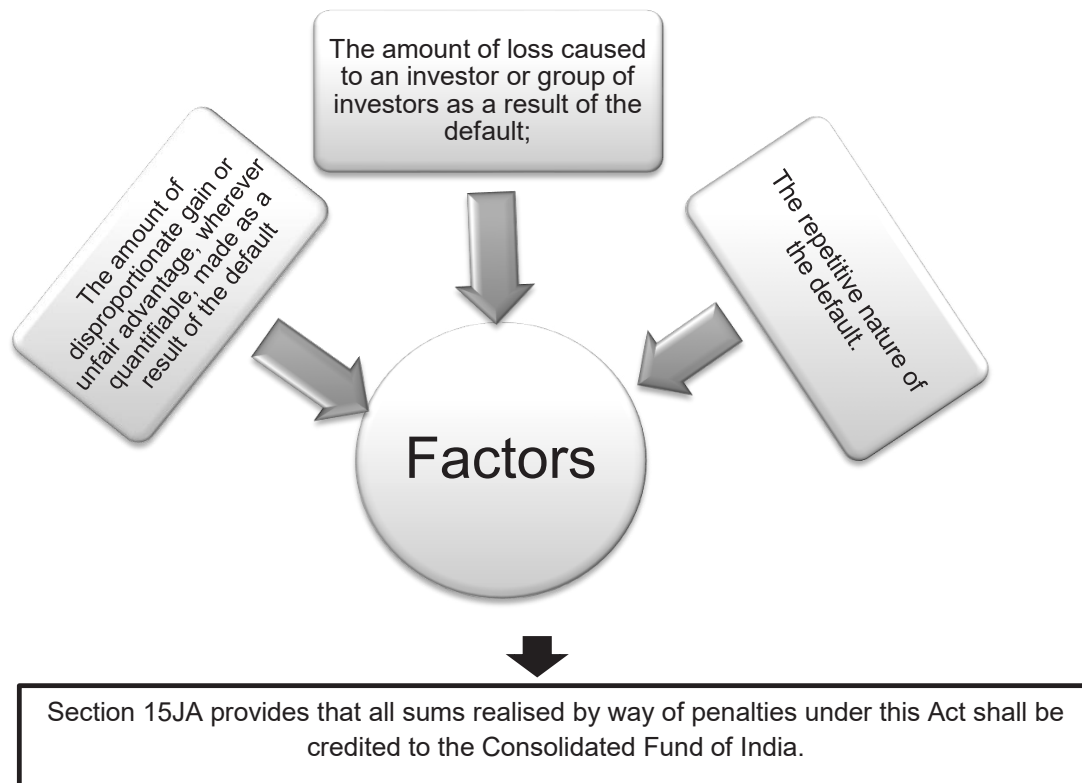 The amount of
disproportionate gain or
unfair advantage, wherever
quantifiable, made as a
result of the default
The amount of loss caused
to an investor or group of
investors as a result of the
default;
The repetitive nature of
the default.
Factors
Section 15JA provides that all sums realised by way of penalties under this Act shall be
credited to the Consolidated Fund of India.